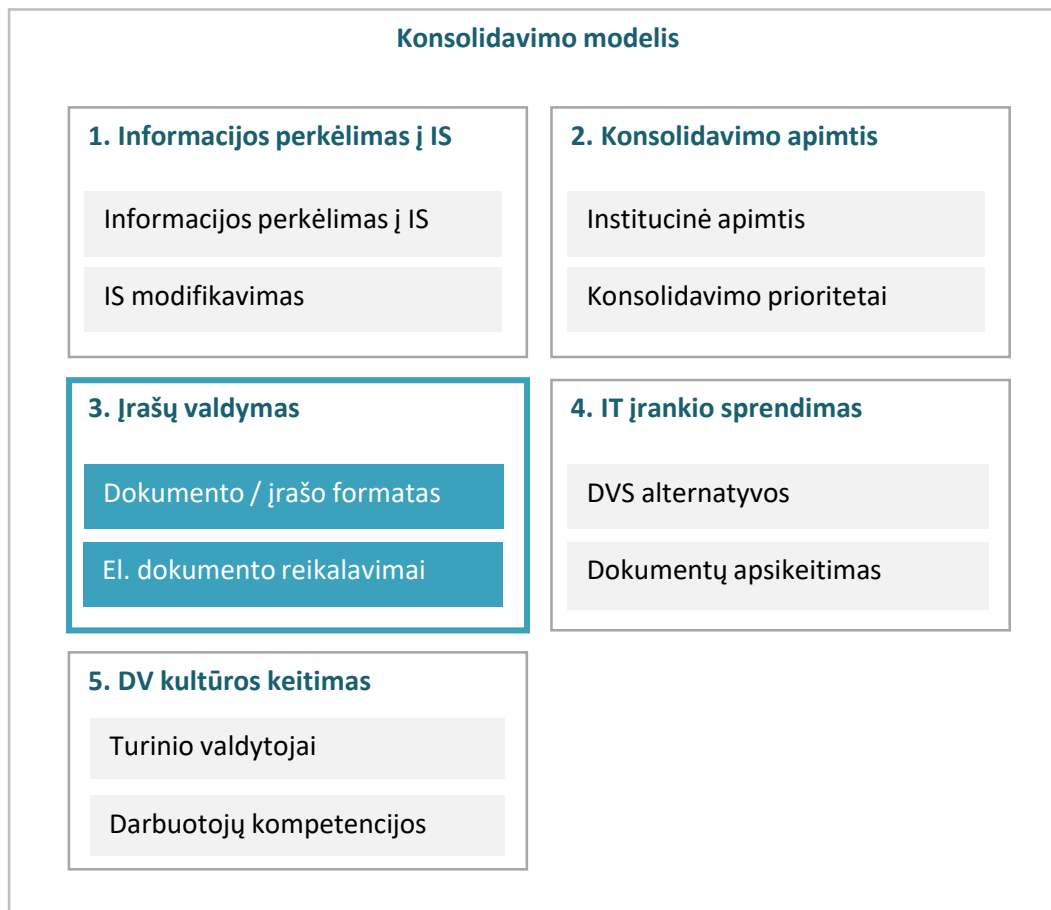 Konsolidavimo modelis
1. Informacijos perkėlimas į IS
Informacijos perkėlimas į IS
IS modifikavimas
2. Konsolidavimo apimtis
Institucinė apimtis
Konsolidavimo prioritetai
3. Įrašų valdymas
Dokumento / įrašo formatas
El. dokumento reikalavimai
4. IT įrankio sprendimas
DVS alternatyvos
Dokumentų apsikeitimas
5. DV kultūros keitimas
Turinio valdytojai
Darbuotojų kompetencijos